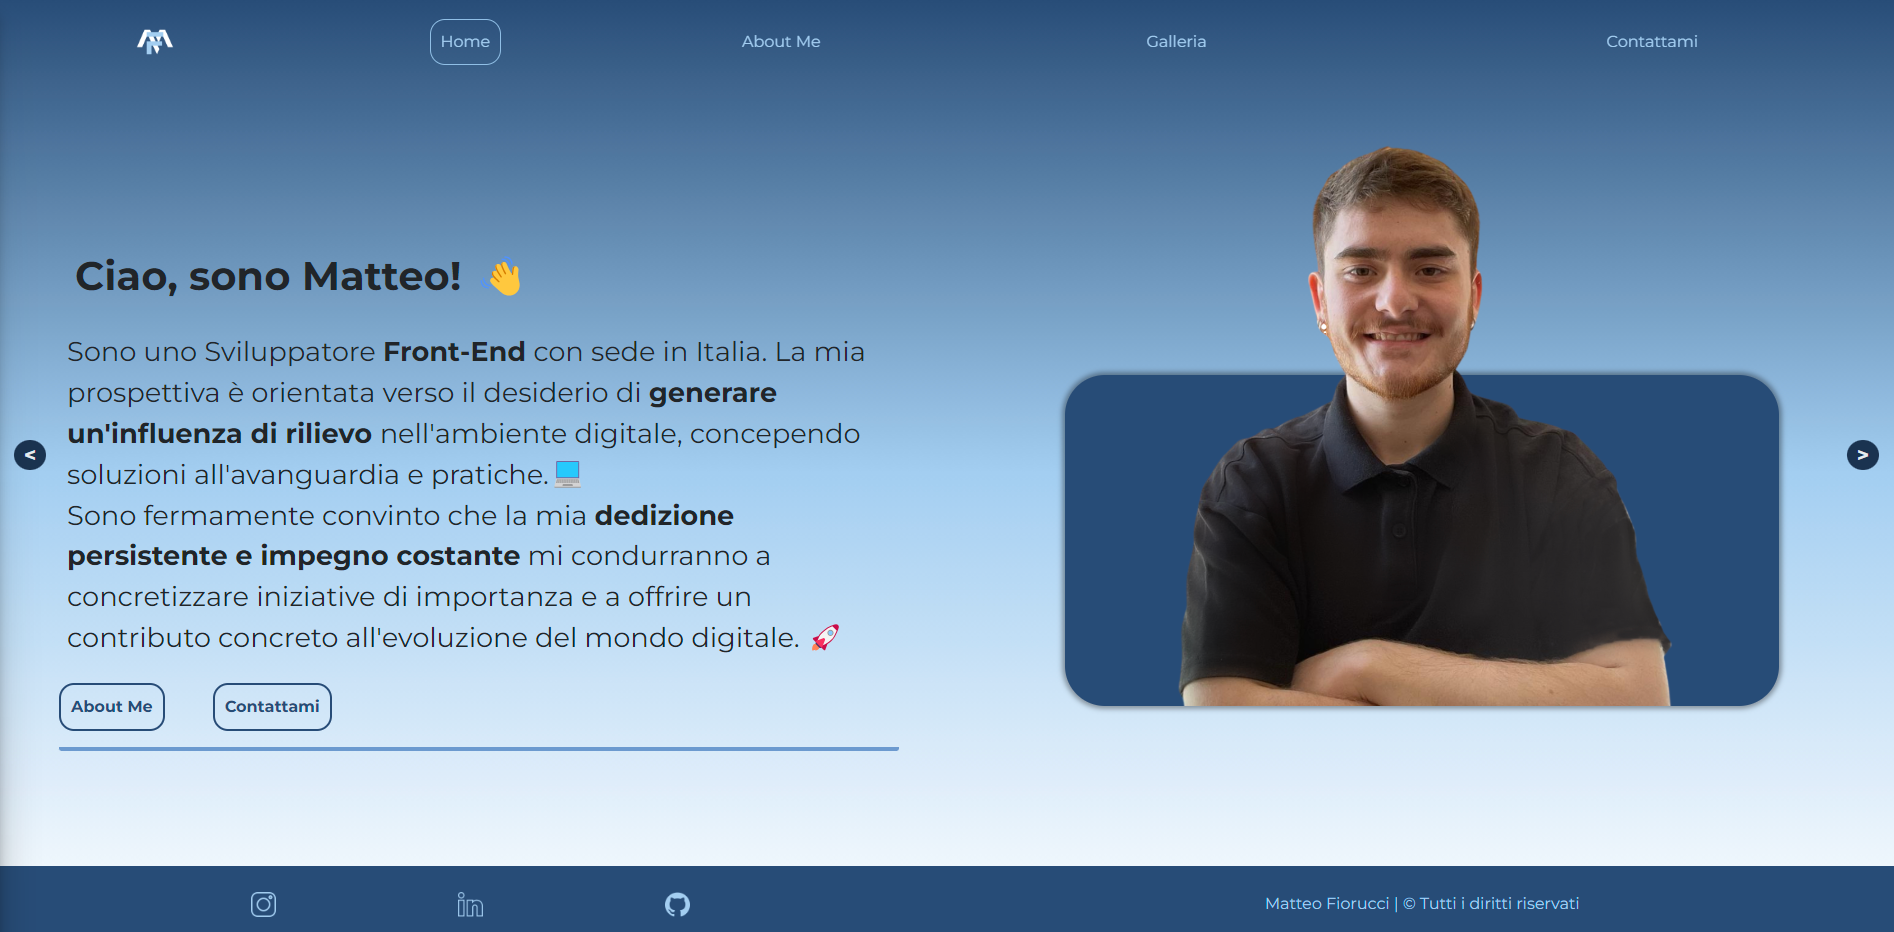 Home
About Me
Galleria
Contattami
Ciao, sono Matteo! 👋
Sono uno Sviluppatore Front-End con sede in Italia. La mia
prospettiva è orientata verso il desiderio di generare
un'influenza di rilievo nell'ambiente digitale, concependo
soluzioni all'avanguardia e pratiche. 💻
Sono fermamente convinto che la mia dedizione
persistente e impegno costante mi condurranno a
concretizzare iniziative di importanza e a offrire un
contributo concreto all'evoluzione del mondo digitale. 🚀
<
>
About Me
Contattami
in
Matteo Fiorucci | © Tutti i diritti riservati